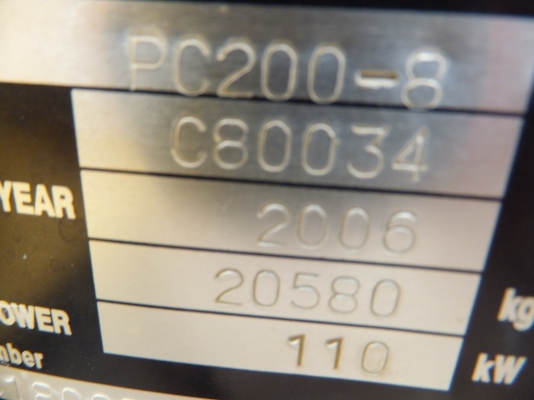 PC200-8
C80034
YEAR 2006
20580 kg
OWER 110 kW
mber